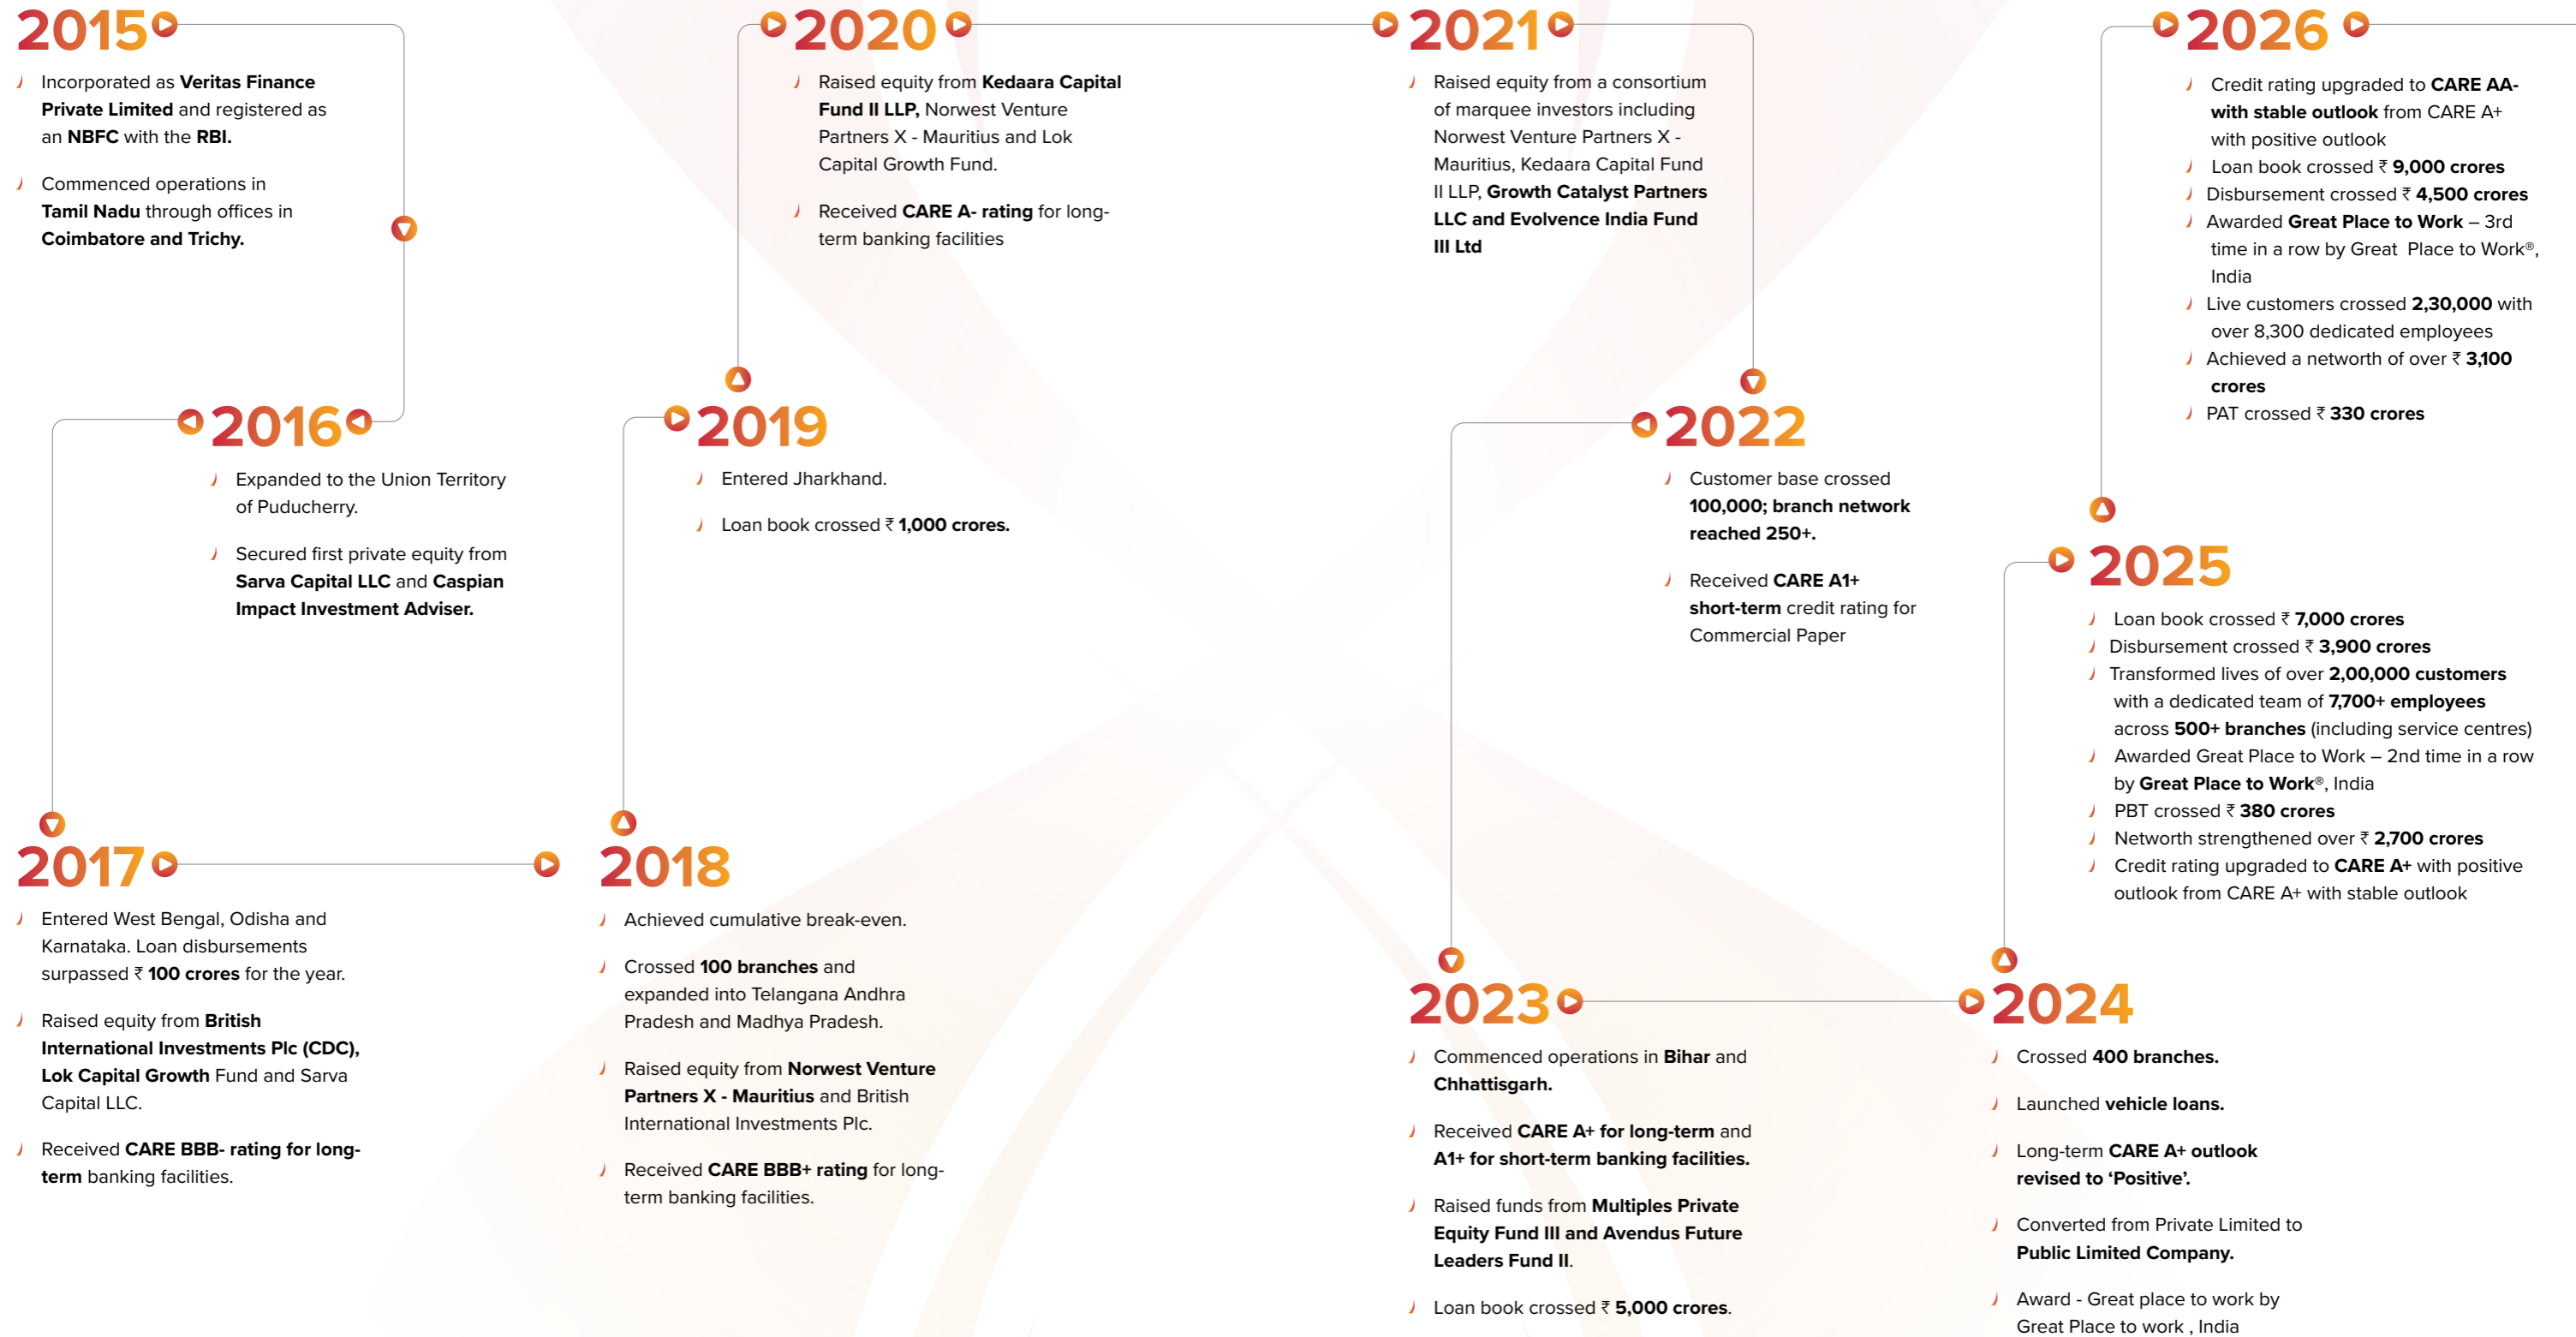 2015
Incorporated as Veritas Finance
Private Limited and registered as
an NBFC with the RBI.
Commenced operations in
Tamil Nadu through offices in
Coimbatore and Trichy.
2016
Expanded to the Union Territory
of Puducherry.
Secured first private equity from
Sarva Capital LLC and Caspian
Impact Investment Adviser.
2017
Entered West Bengal, Odisha and
Karnataka. Loan disbursements
surpassed ₹ 100 crores for the year.
Raised equity from British
International Investments Plc (CDC),
Lok Capital Growth Fund and Sarva
Capital LLC.
Received CARE BBB- rating for long-
term banking facilities.
2018
Achieved cumulative break-even.
Crossed 100 branches and
expanded into Telangana Andhra
Pradesh and Madhya Pradesh.
Raised equity from Norwest Venture
Partners X - Mauritius and British
International Investments Plc.
Received CARE BBB+ rating for long-
term banking facilities.
2019
Entered Jharkhand.
Loan book crossed ₹ 1,000 crores.
2020
Raised equity from Kedaara Capital
Fund II LLP, Norwest Venture
Partners X - Mauritius and Lok
Capital Growth Fund.
Received CARE A- rating for long-
term banking facilities
2021
Raised equity from a consortium
of marquee investors including
Norwest Venture Partners X -
Mauritius, Kedaara Capital Fund
II LLP, Growth Catalyst Partners
LLC and Evolvence India Fund
III Ltd
2022
Customer base crossed
100,000; branch network
reached 250+.
Received CARE A1+
short-term credit rating for
Commercial Paper
2023
Commenced operations in Bihar and
Chhattisgarh.
Received CARE A+ for long-term and
A1+ for short-term banking facilities.
Raised funds from Multiples Private
Equity Fund III and Avendus Future
Leaders Fund II.
Loan book crossed ₹ 5,000 crores.
2024
Crossed 400 branches.
Launched vehicle loans.
Long-term CARE A+ outlook
revised to ‘Positive’.
Converted from Private Limited to
Public Limited Company.
Award - Great place to work by
Great Place to work , India
2025
Loan book crossed ₹ 7,000 crores
Disbursement crossed ₹ 3,900 crores
Transformed lives of over 2,00,000 customers
with a dedicated team of 7,700+ employees
across 500+ branches (including service centres)
Awarded Great Place to Work – 2nd time in a row
by Great Place to Work®, India
PBT crossed ₹ 380 crores
Networth strengthened over ₹ 2,700 crores
Credit rating upgraded to CARE A+ with positive
outlook from CARE A+ with stable outlook
2026
Credit rating upgraded to CARE AA-
with stable outlook from CARE A+
with positive outlook
Loan book crossed ₹ 9,000 crores
Disbursement crossed ₹ 4,500 crores
Awarded Great Place to Work – 3rd
time in a row by Great Place to Work®,
India
Live customers crossed 2,30,000 with
over 8,300 dedicated employees
Achieved a networth of over ₹ 3,100
crores
PAT crossed ₹ 330 crores